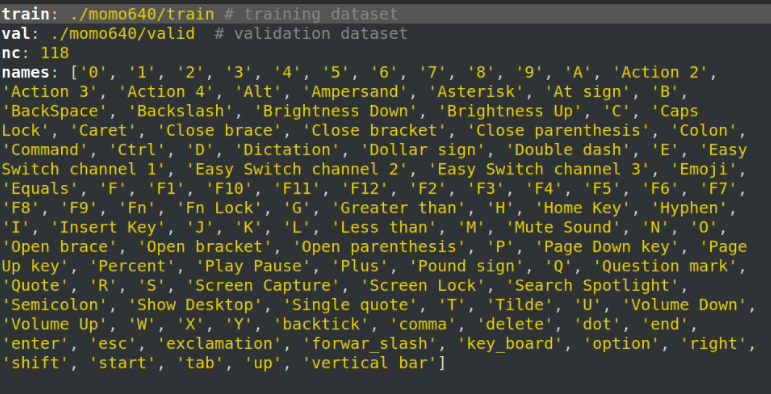 train: ./momo640/train # training dataset
val: ./momo640/valid  # validation dataset
nc: 118
names: ['0', '1', '2', '3', '4', '5', '6', '7', '8', '9', 'A', 'Action 2',
'Action 3', 'Action 4', 'Alt', 'Ampersand', 'Asterisk', 'At sign', 'B',
'BackSpace', 'Backslash', 'Brightness Down', 'Brightness Up', 'C', 'Caps
Lock', 'Caret', 'Close brace', 'Close bracket', 'Close parenthesis', 'Colon',
'Command', 'Ctrl', 'D', 'Dictation', 'Dollar sign', 'Double dash', 'E', 'Easy
Switch channel 1', 'Easy Switch channel 2', 'Easy Switch channel 3', 'Emoji',
'Equals', 'F', 'F1', 'F10', 'F11', 'F12', 'F2', 'F3', 'F4', 'F5', 'F6', 'F7',
'F8', 'F9', 'Fn', 'Fn Lock', 'G', 'Greater than', 'H', 'Home Key', 'Hyphen',
'I', 'Insert Key', 'J', 'K', 'L', 'Less than', 'M', 'Mute Sound', 'N', 'O',
'Open brace', 'Open bracket', 'Open parenthesis', 'P', 'Page Down key', 'Page
Up key', 'Percent', 'Play Pause', 'Plus', 'Pound sign', 'Q', 'Question mark',
'Quote', 'R', 'S', 'Screen Capture', 'Screen Lock', 'Search Spotlight',
'Semicolon', 'Show Desktop', 'Single quote', 'T', 'Tilde', 'U', 'Volume Down',
'Volume Up', 'W', 'X', 'Y', 'backtick', 'comma', 'delete', 'dot', 'end',
'enter', 'esc', 'exclamation', 'forwar_slash', 'key_board', 'option', 'right',
'shift', 'start', 'tab', 'up', 'vertical bar']